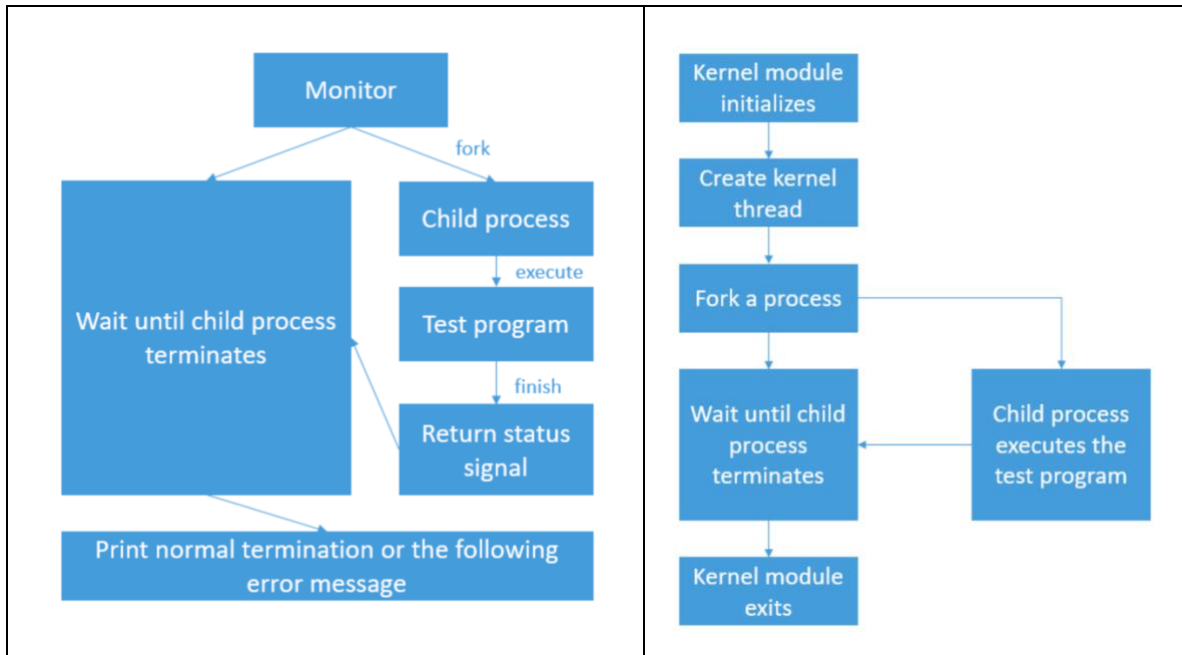 Monitor
fork
Child process
execute
Wait until child process
terminates
Test program
finish
Return status
signal
Print normal termination or the following
error message
Kernel module
initializes
Create kernel
thread
Fork a process
Wait until child
process
terminates
Child process
executes the
test program
Kernel module
exits